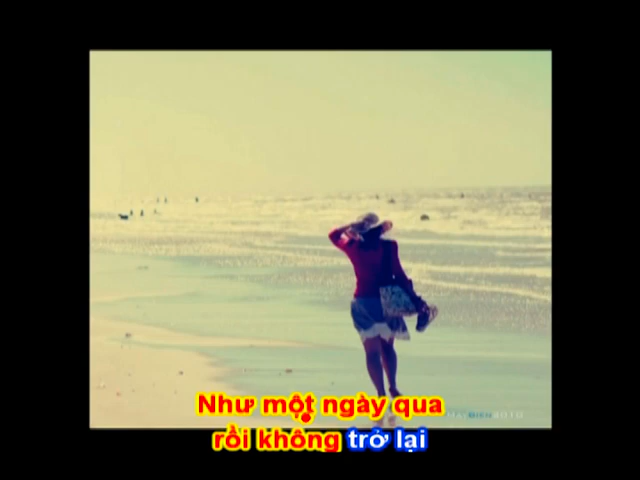 Như một ngày qua
rồi không trở lại